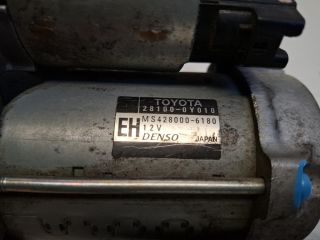 TOYOTA
28100-0Y010
EH MS428000-6180
12V
DENSO JAPAN